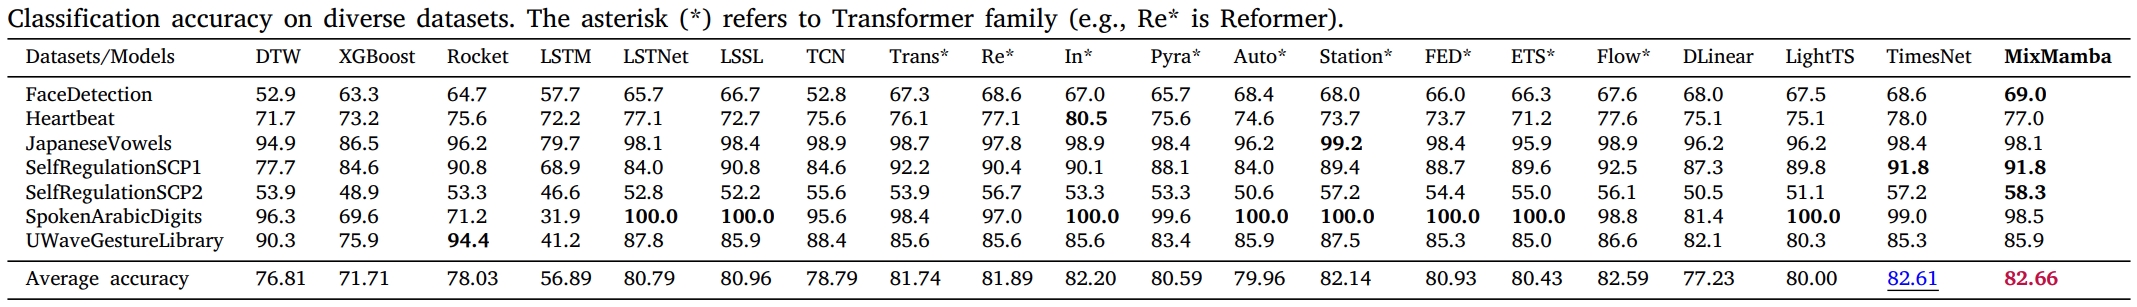 Classification accuracy on diverse datasets. The asterisk (*) refers to Transformer family (e.g., Re* is Reformer).
Datasets/Models DTW XGBoost Rocket LSTM LSTNet LSSL TCN Trans* Re* In* Pyra* Auto* Station* FED* ETS* Flow* DLinear LightTS TimesNet MixMamba
FaceDetection 52.9 63.3 64.7 57.7 65.7 66.7 52.8 67.3 68.6 67.0 65.7 68.4 68.0 66.0 66.3 67.6 68.0 67.5 68.6 69.0
Heartbeat 71.7 73.2 75.6 72.2 77.1 72.7 75.6 76.1 77.1 80.5 75.6 74.6 73.7 73.7 71.2 77.6 75.1 75.1 78.0 77.0
JapaneseVowels 94.9 86.5 96.2 79.7 98.1 98.4 98.9 98.7 97.8 98.9 98.4 96.2 99.2 98.4 95.9 98.9 96.2 96.2 98.4 98.1
SelfRegulationSCP1 77.7 84.6 90.8 68.9 84.0 90.8 84.6 92.2 90.4 90.1 88.1 84.0 89.4 88.7 89.6 92.5 87.3 89.8 91.8 91.8
SelfRegulationSCP2 53.9 48.9 53.3 46.6 52.8 52.2 55.6 53.9 56.7 53.3 53.3 50.6 57.2 54.4 55.0 56.1 50.5 51.1 57.2 58.3
SpokenArabicDigits 96.3 69.6 71.2 31.9 100.0 100.0 95.6 98.4 97.0 100.0 99.6 100.0 100.0 100.0 100.0 98.8 81.4 100.0 99.0 98.5
UWaveGestureLibrary 90.3 75.9 94.4 41.2 87.8 85.9 88.4 85.6 85.6 85.6 83.4 85.9 87.5 85.3 85.0 86.6 82.1 80.3 85.3 85.9
Average accuracy 76.81 71.71 78.03 56.89 80.79 80.96 78.79 81.74 81.89 82.20 80.59 79.96 82.14 80.93 80.43 82.59 77.23 80.00 82.61 82.66